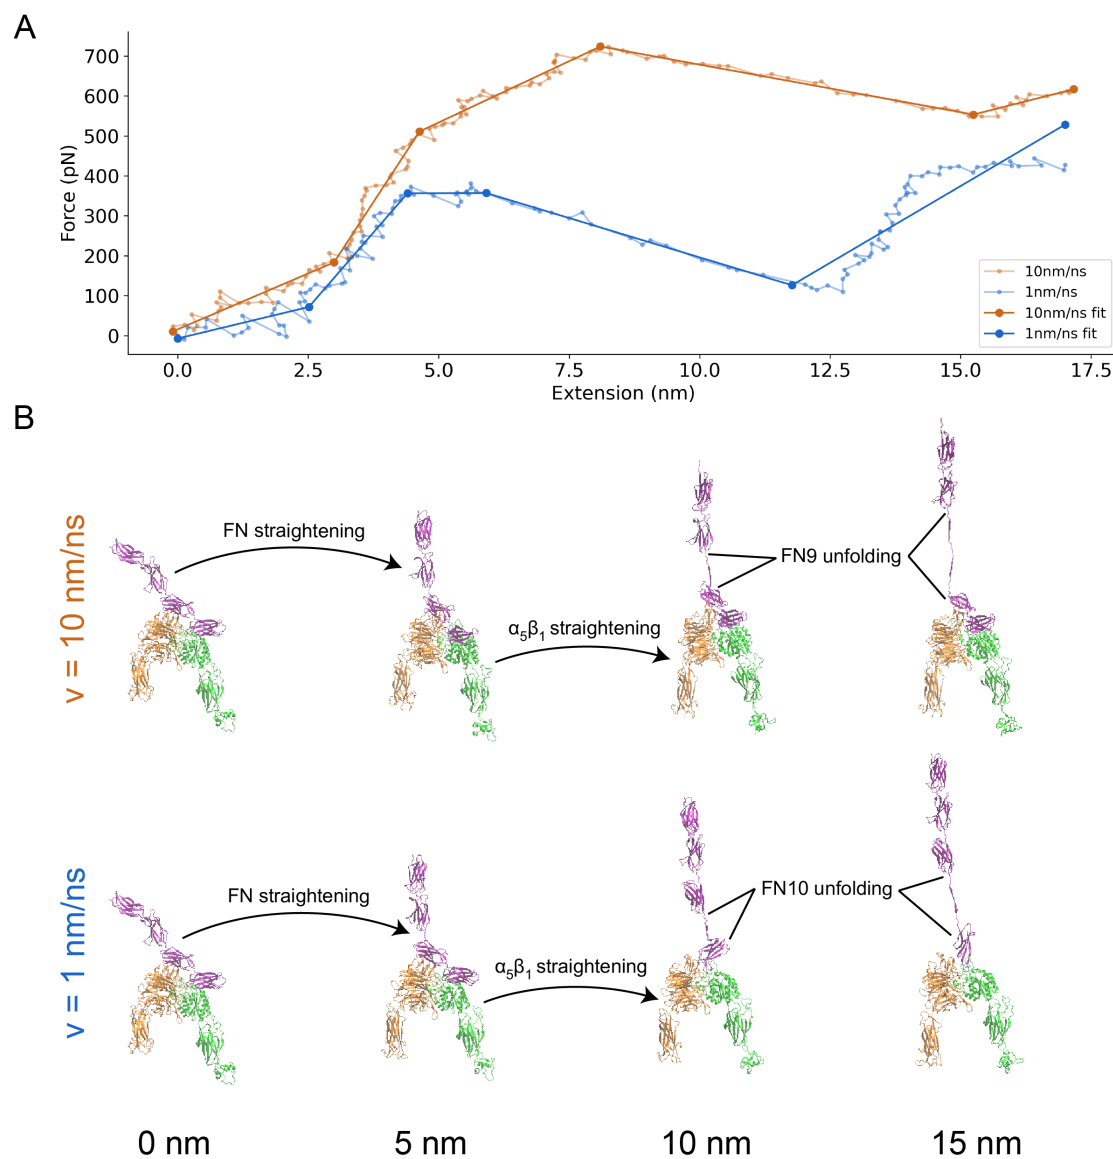 A
700
600
500
400
300
200
100
0
Force (pN)
0.0 2.5 5.0 7.5 10.0 12.5 15.0 17.5
Extension (nm)
10nm/ns
1nm/ns
10nm/ns fit
1nm/ns fit
B
v = 10 nm/ns
FN straightening
α5β1 straightening
FN9 unfolding
v = 1 nm/ns
FN straightening
α5β1 straightening
FN10 unfolding
0 nm 5 nm 10 nm 15 nm